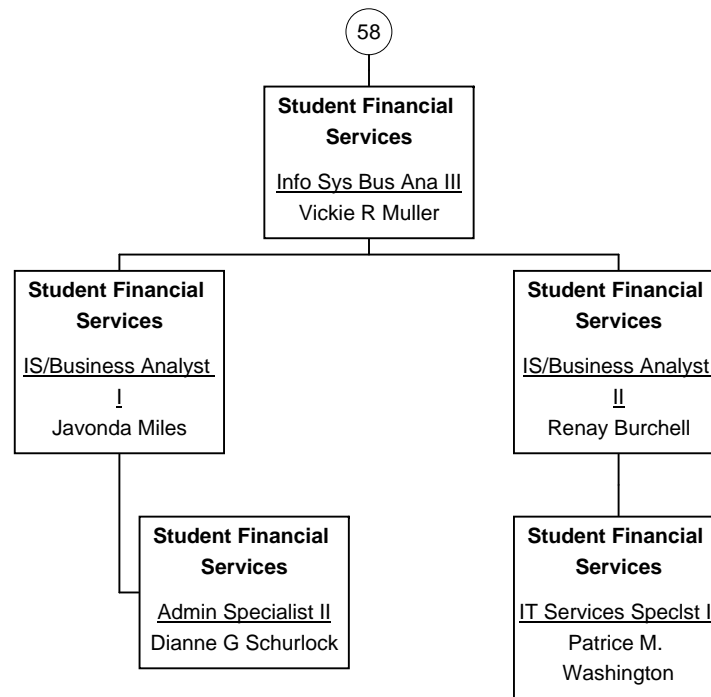 58
Student Financial
Services
Info Sys Bus Ana III
Vickie R Muller
Student Financial
Services
IS/Business Analyst
I
Javonda Miles
Student Financial
Services
IS/Business Analyst
II
Renay Burchell
Student Financial
Services
Admin Specialist II
Dianne G Schurlock
Student Financial
Services
IT Services Speclst I
Patrice M.
Washington